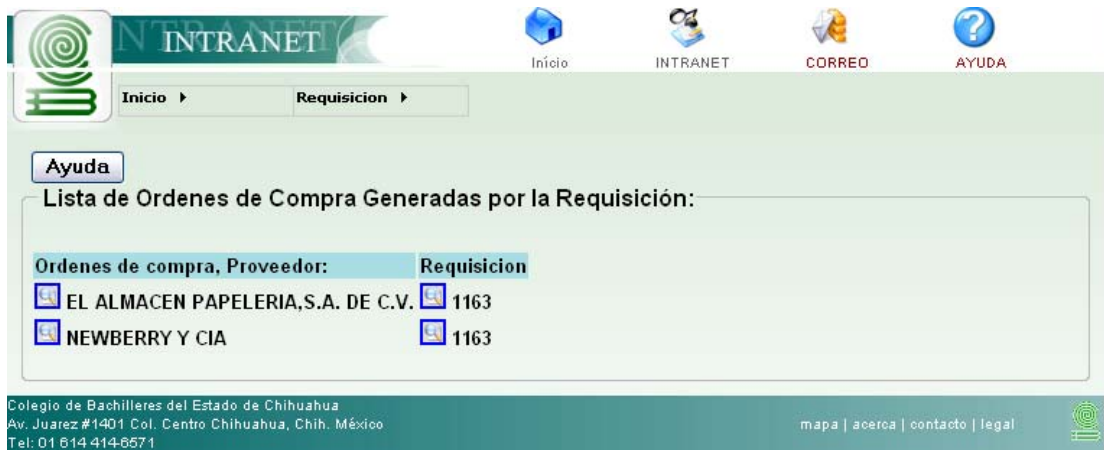 INTRANET
Início INTRANET CORREO AYUDA
Inicio Requisicion
Ayuda
Lista de Ordenes de Compra Generadas por la Requisición:
Ordenes de compra, Proveedor: Requisicion
EL ALMACEN PAPELERIA,S.A. DE C.V. 1163
NEWBERRY Y CIA 1163
Colegio de Bachilleres del Estado de Chihuahua
Av. Juarez #1401 Col. Centro Chihuahua, Chih. México
mapa | acerca | contacto | legal
Tel: 01 614 414-6571